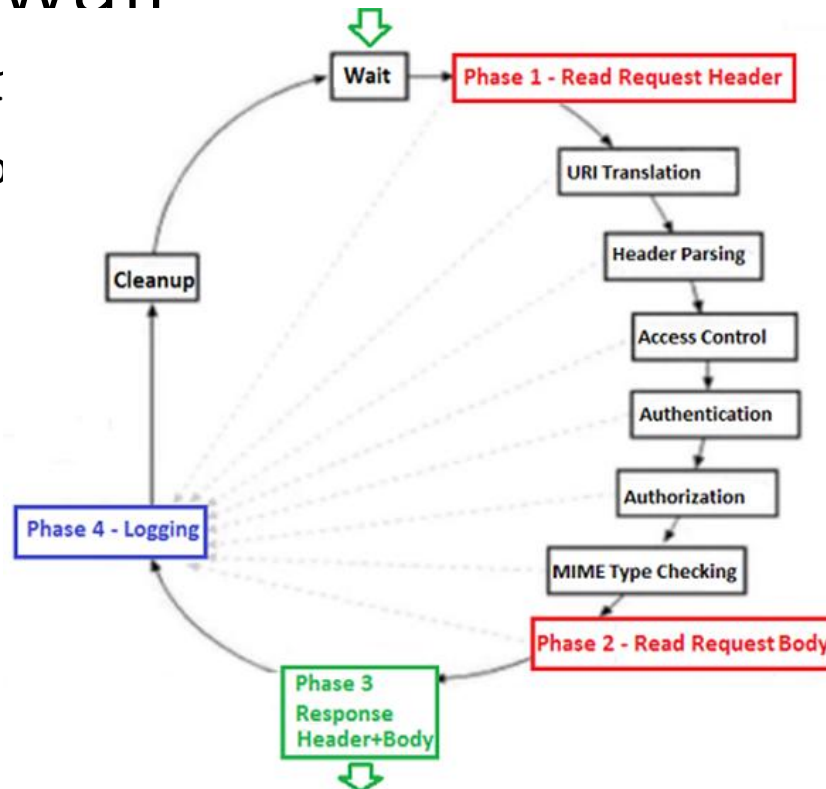 Wait
Phase 1 - Read Request Header
URI Translation
Header Parsing
Access Control
Authentication
Authorization
MIME Type Checking
Phase 2 - Read Request Body
Phase 3
Response
Header+Body
Phase 4 - Logging
Cleanup